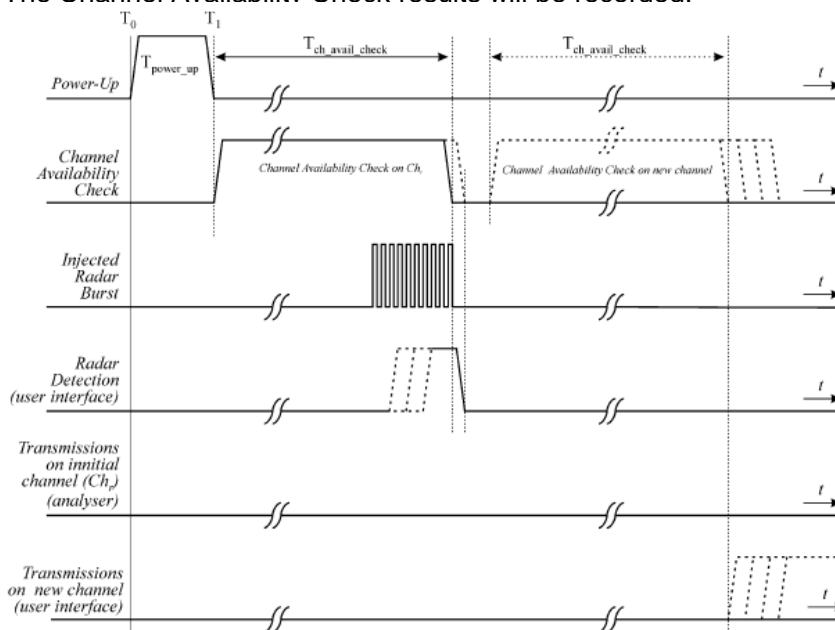 The Channel Availability Check results will be recorded.
T0 T1
Tpower_up
Tch_avail_check
Tch_avail_check
Power-Up
t
Channel
Availability
Check
Channel Availability Check on Chr
Channel Availability Check on new channel
t
Injected
Radar
Burst
t
Radar
Detection
(user interface)
t
Transmissions
on innitial
channel (Chr)
(analyser)
t
Transmissions
on new channel
(user interface)
t